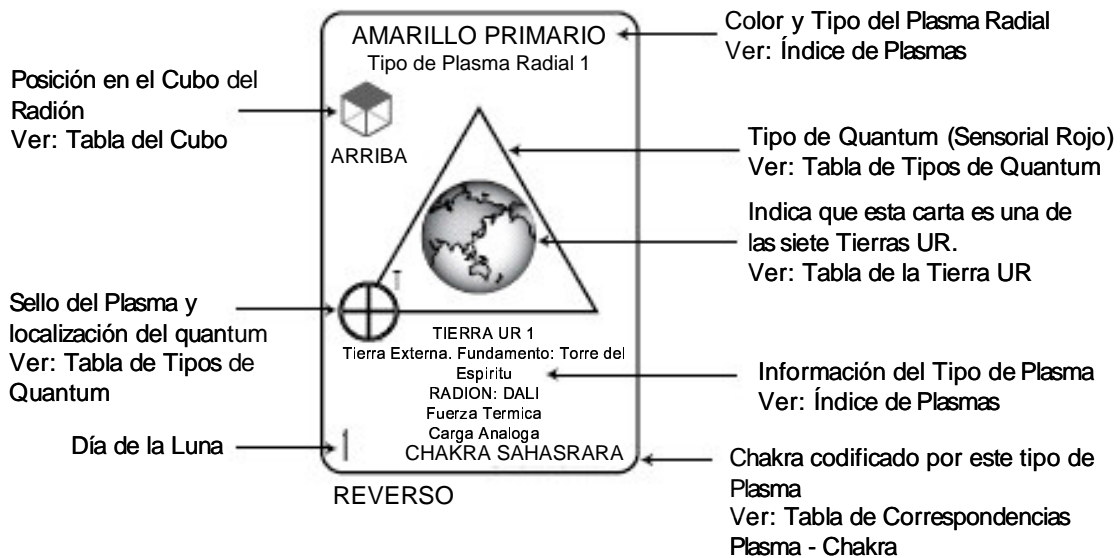 AMARILLO PRIMARIO
Tipo de Plasma Radial 1
ARRIBA
T
TIERRA UR 1
Tierra Externa. Fundamento: Torre del
Espiritu
RADION: DALI
Fuerza Termica
Carga Analoga
1
CHAKRA SAHASRARA
REVERSO
Posición en el Cubo del
Radión
Ver: Tabla del Cubo
Sello del Plasma y
localización del quantum
Ver: Tabla de Tipos de
Quantum
Día de la Luna
Color y Tipo del Plasma Radial
Ver: Índice de Plasmas
Tipo de Quantum (Sensorial Rojo)
Ver: Tabla de Tipos de Quantum
Indica que esta carta es una de
las siete Tierras UR.
Ver: Tabla de la Tierra UR
Información del Tipo de Plasma
Ver: Índice de Plasmas
Chakra codificado por este tipo de
Plasma
Ver: Tabla de Correspondencias
Plasma - Chakra